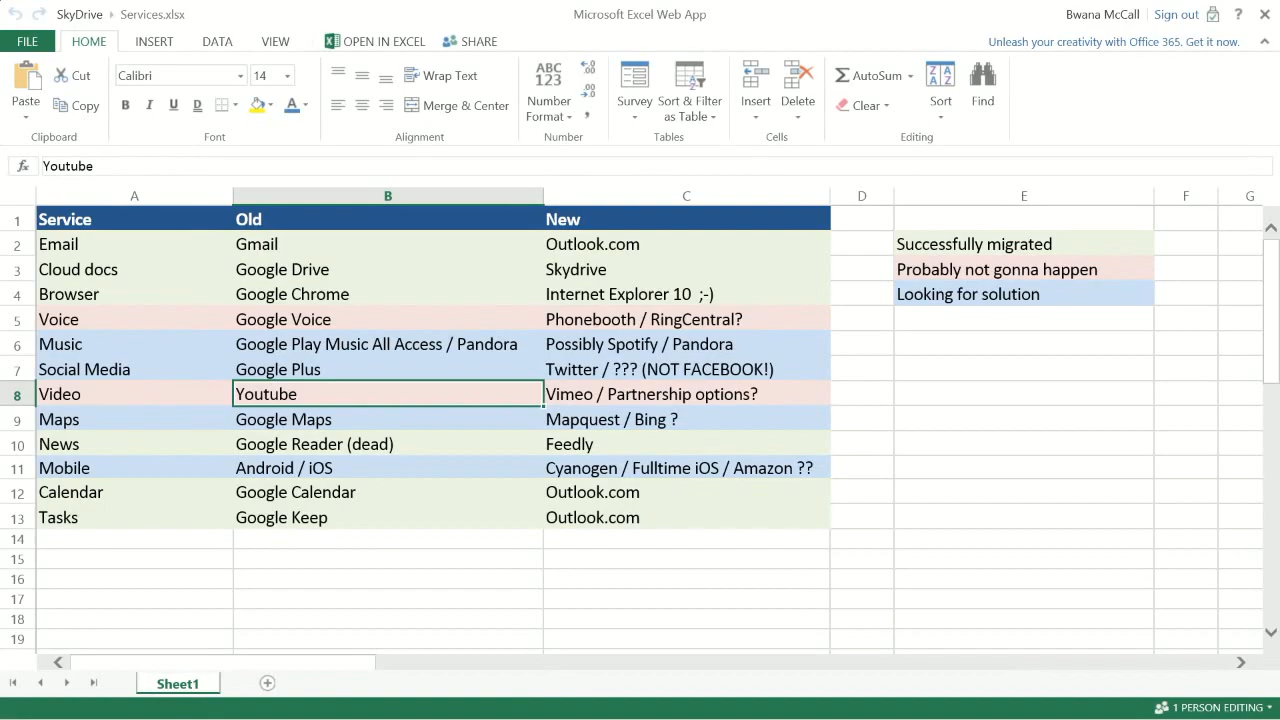 SkyDrive Services.xlsx Microsoft Excel Web App Bwana McCall Sign out ?
FILE HOME INSERT DATA VIEW OPEN IN EXCEL SHARE Unleash your creativity with Office 365. Get it now.
Paste Cut Copy
Calibri 14
B I U D A
Wrap Text
Merge & Center
ABC 123 Number Format
.00 .0
.00
Survey Sort & Filter as Table
Insert Delete
AutoSum Clear Sort Find
Clipboard Font Alignment Number Tables Cells Editing
fx Youtube
A B C D E F G
1 Service Old New
2 Email Gmail Outlook.com Successfully migrated
3 Cloud docs Google Drive Skydrive Probably not gonna happen
4 Browser Google Chrome Internet Explorer 10 ;-) Looking for solution
5 Voice Google Voice Phonebooth / RingCentral?
6 Music Google Play Music All Access / Pandora Possibly Spotify / Pandora
7 Social Media Google Plus Twitter / ??? (NOT FACEBOOK!)
8 Video Youtube Vimeo / Partnership options?
9 Maps Google Maps Mapquest / Bing ?
10 News Google Reader (dead) Feedly
11 Mobile Android / iOS Cyanogen / Fulltime iOS / Amazon ??
12 Calendar Google Calendar Outlook.com
13 Tasks Google Keep Outlook.com
14
15
16
17
18
19
Sheet1
1 PERSON EDITING